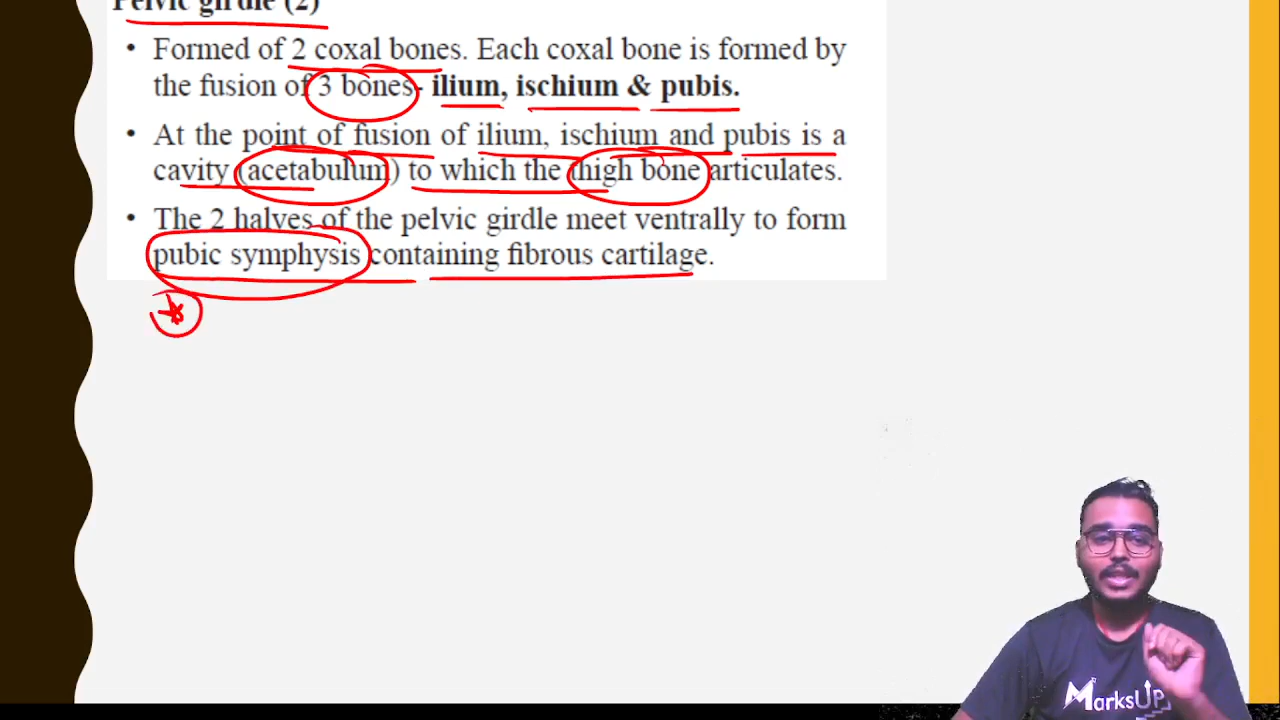 Pelvic girdle (2)
• Formed of 2 coxal bones. Each coxal bone is formed by
the fusion of 3 bones- ilium, ischium & pubis.
• At the point of fusion of ilium, ischium and pubis is a
cavity (acetabulum) to which the thigh bone articulates.
• The 2 halves of the pelvic girdle meet ventrally to form
pubic symphysis containing fibrous cartilage.
MarksUP